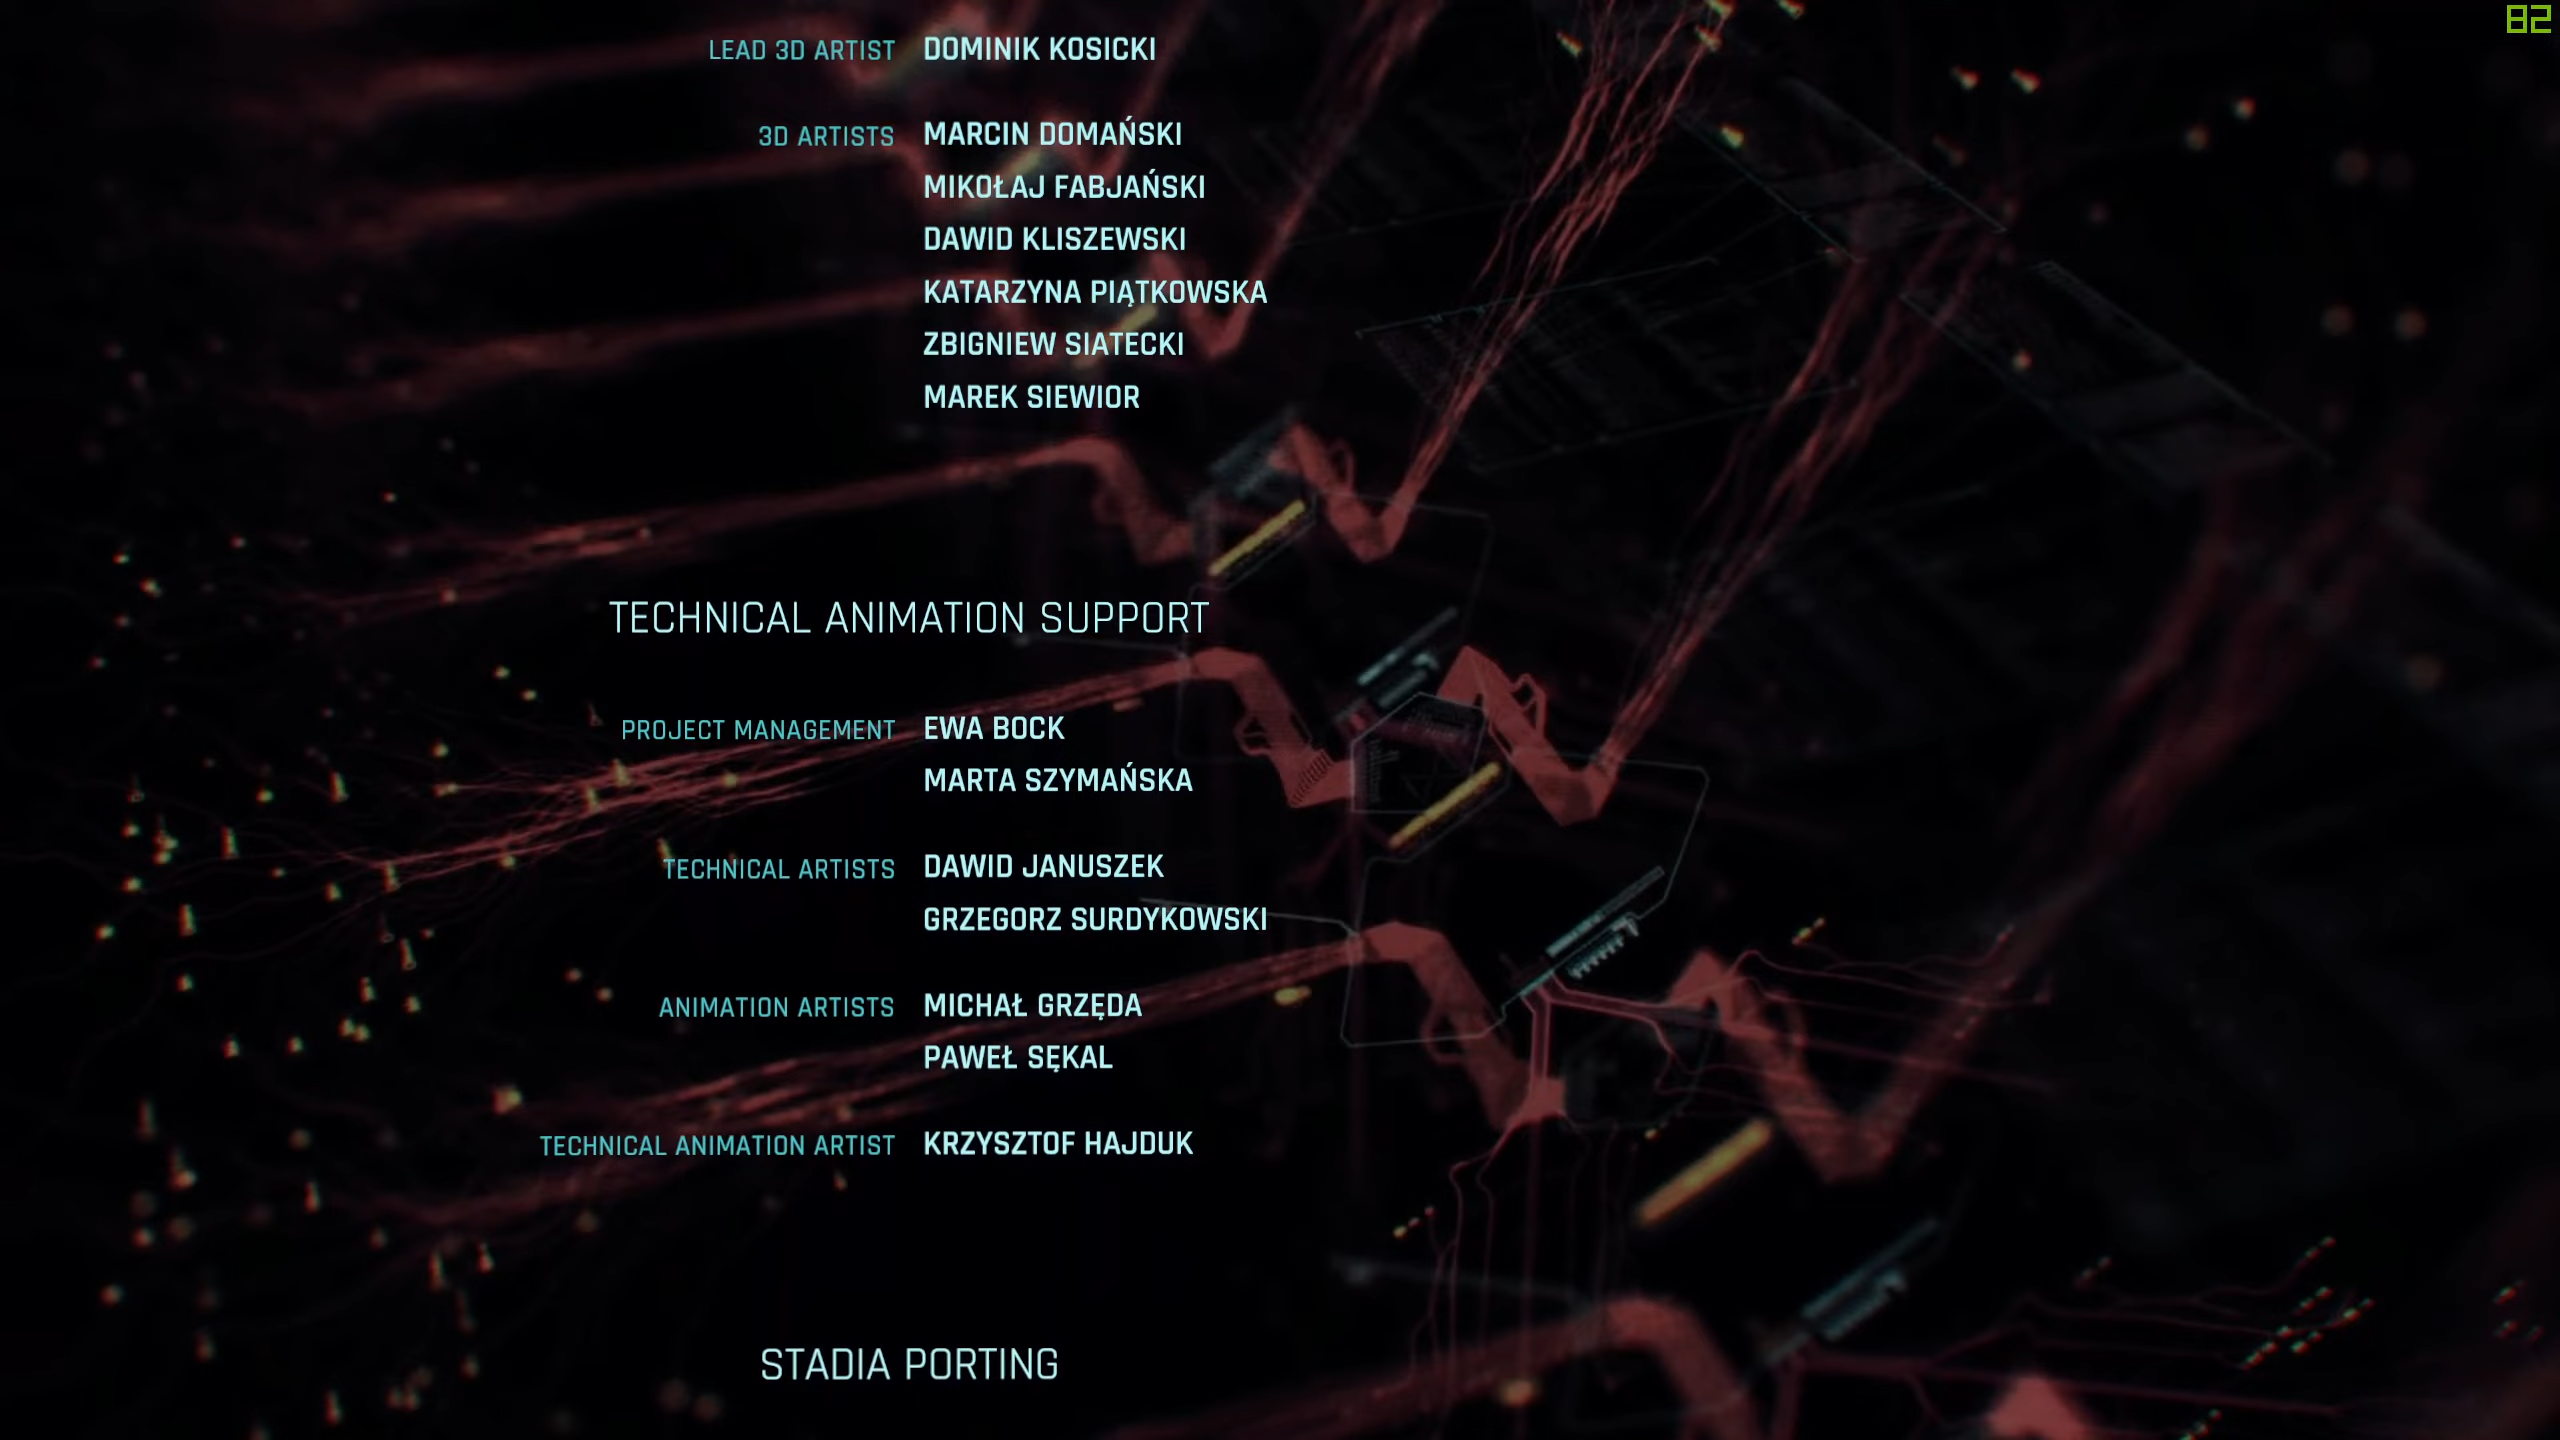 82
LEAD 3D ARTIST DOMINIK KOSICKI
3D ARTISTS MARCIN DOMAŃSKI
MIKOŁAJ FABJAŃSKI
DAWID KLISZEWSKI
KATARZYNA PIĄTKOWSKA
ZBIGNIEW SIATECKI
MAREK SIEWIOR
TECHNICAL ANIMATION SUPPORT
PROJECT MANAGEMENT EWA BOCK
MARTA SZYMAŃSKA
TECHNICAL ARTISTS DAWID JANUSZEK
GRZEGORZ SURDYKOWSKI
ANIMATION ARTISTS MICHAŁ GRZĘDA
PAWEŁ SĘKAL
TECHNICAL ANIMATION ARTIST KRZYSZTOF HAJDUK
STADIA PORTING